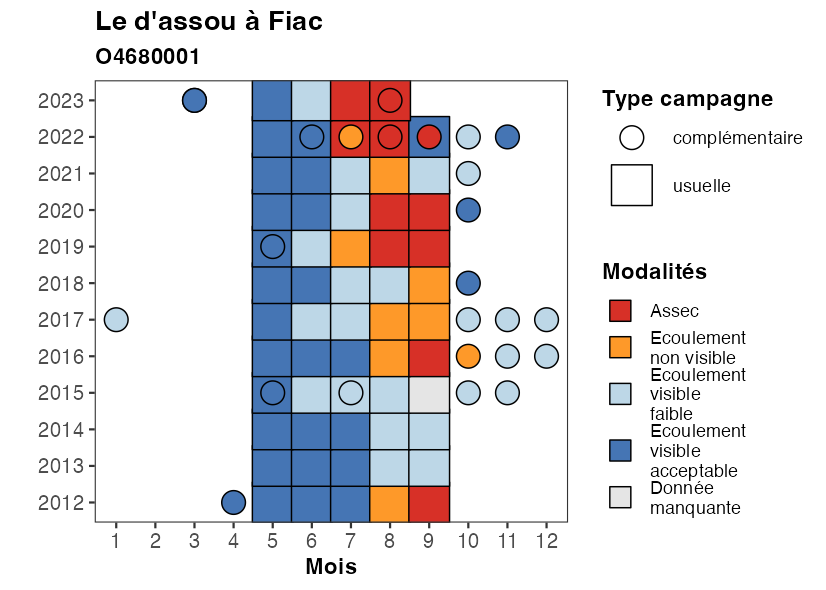 Le d'assou à Fiac
O4680001
2023
2022
2021
2020
2019
2018
2017
2016
2015
2014
2013
2012
1 2 3 4 5 6 7 8 9 10 11 12
Mois
Type campagne
complémentaire
usuelle
Modalités
Assec
Ecoulement
non visible
Ecoulement
visible
faible
Ecoulement
visible
acceptable
Donnée
manquante